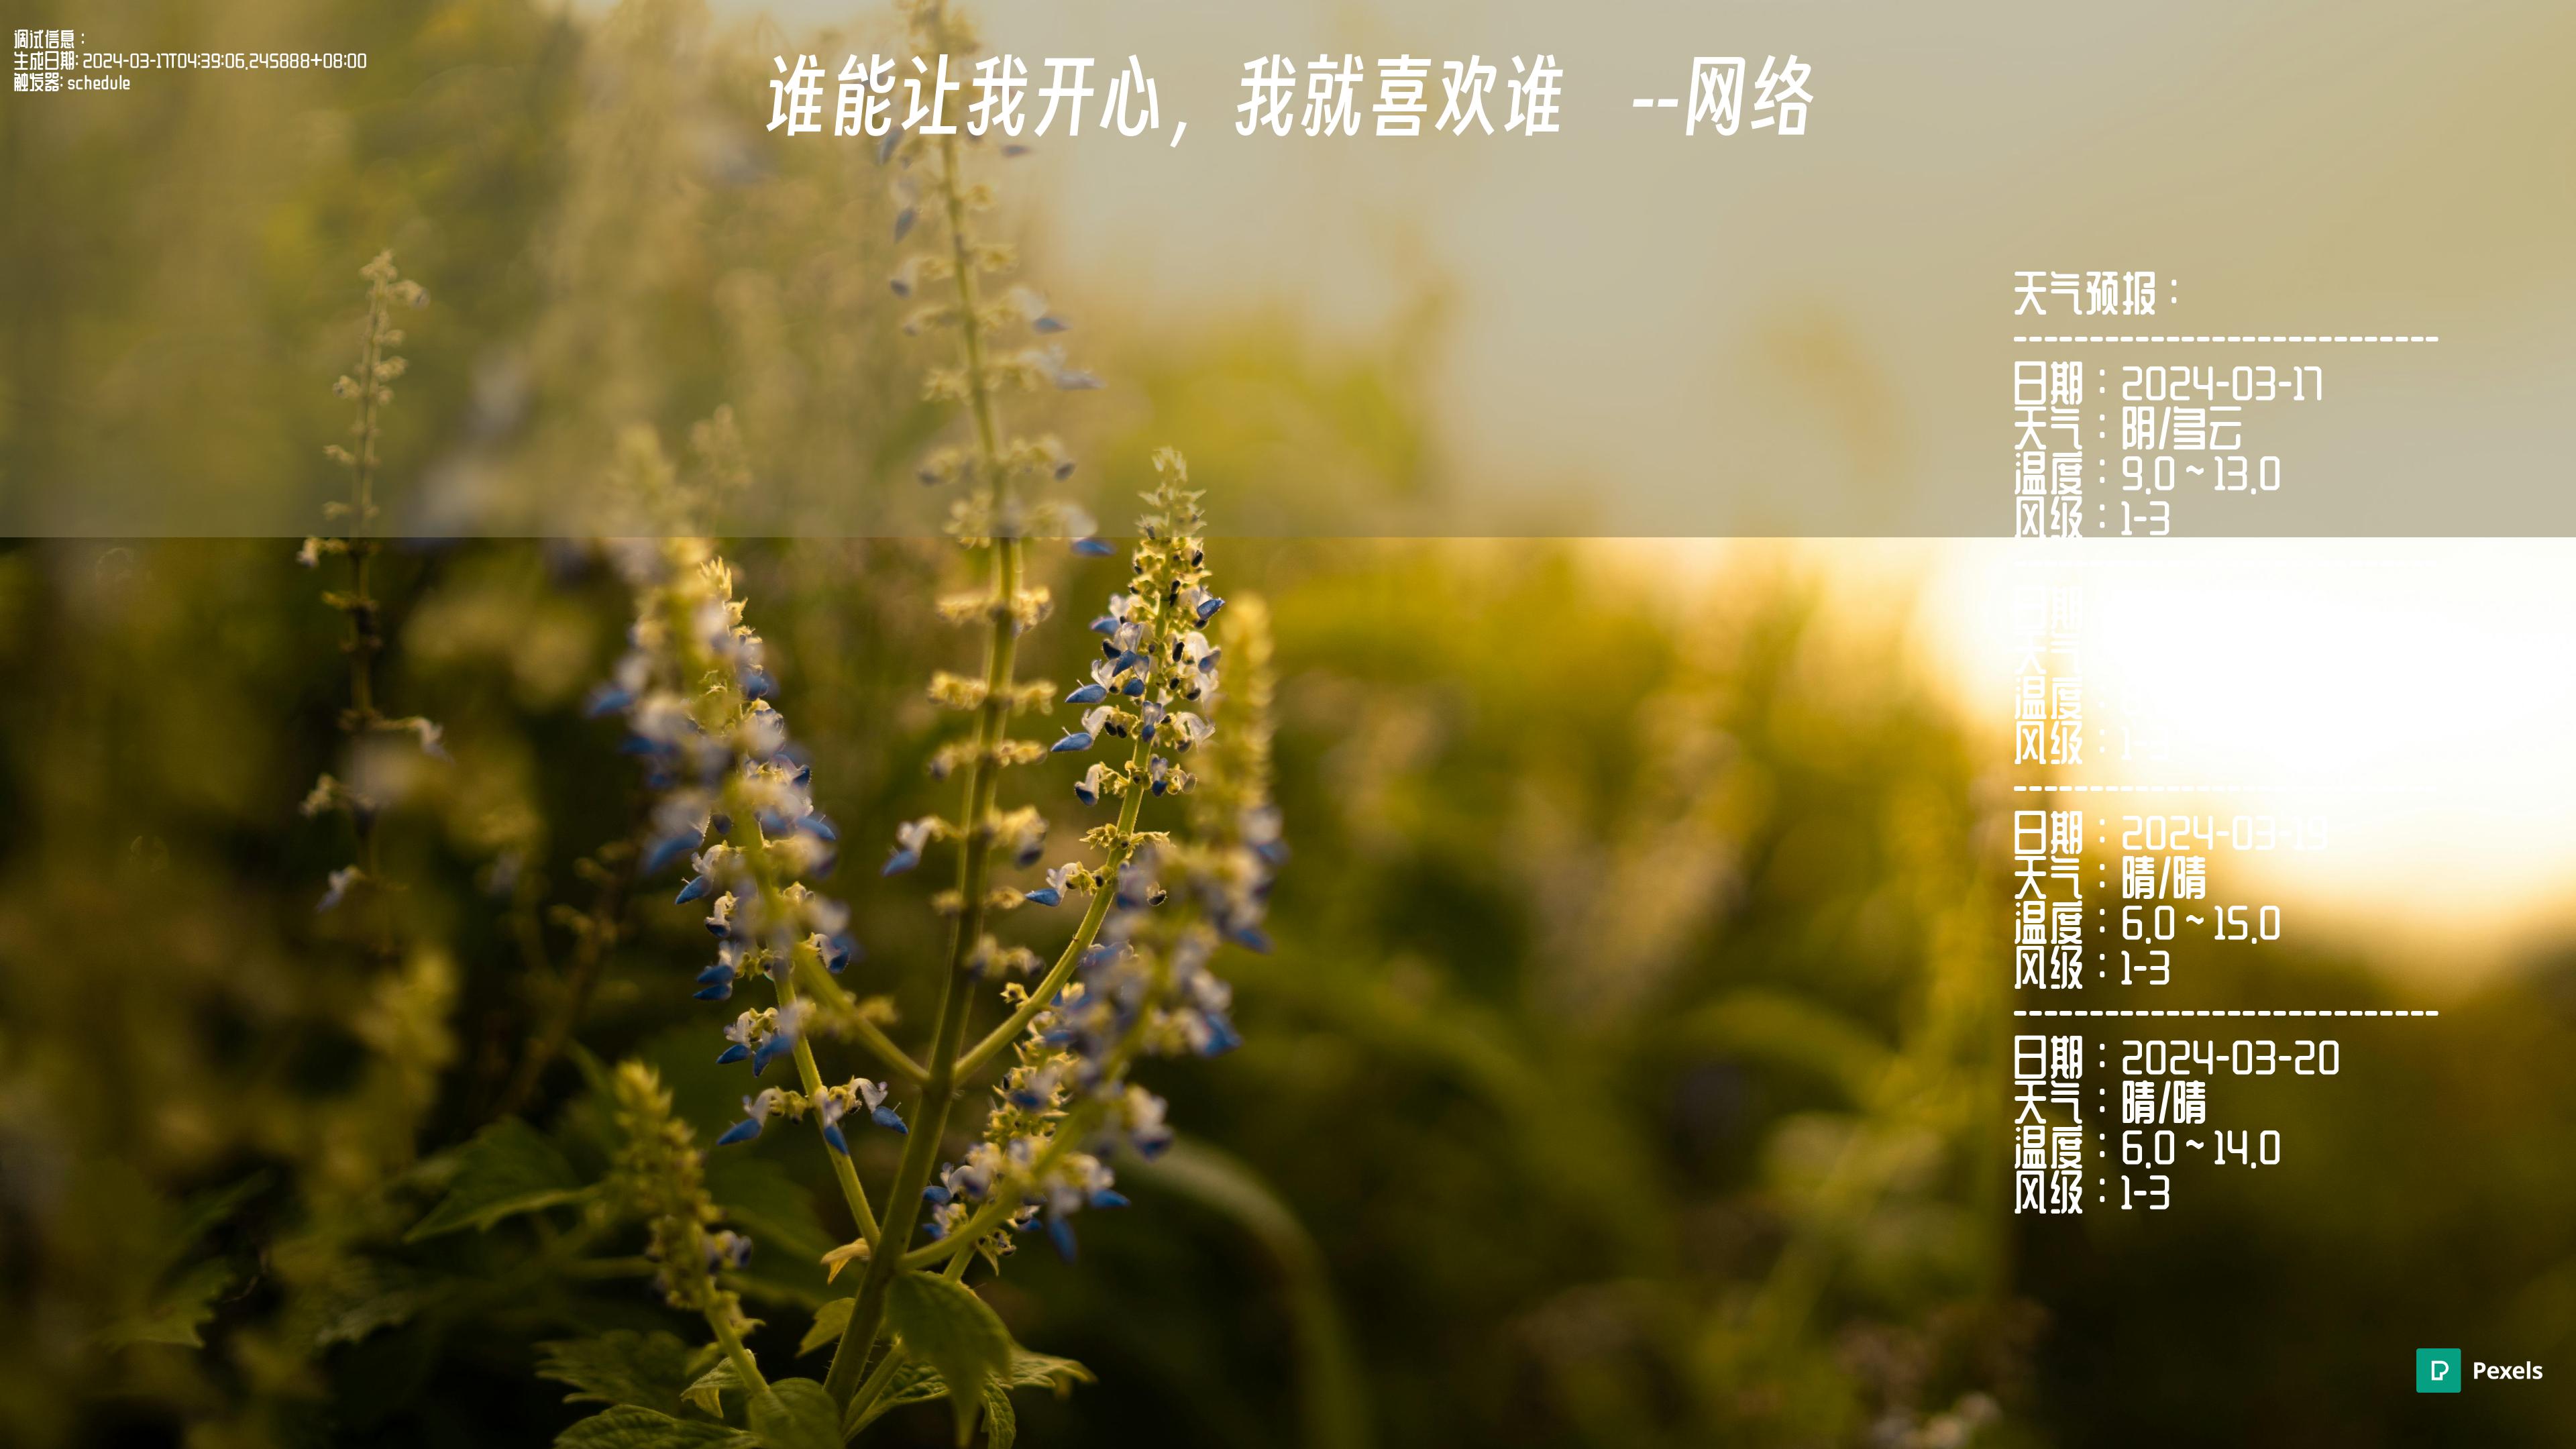 调试信息：
生成日期: 2024-03-17T04:39:06.245888+08:00
触发器: schedule
谁能让我开心，我就喜欢谁 --网络
天气预报：
----------------------------
日期：2024-03-17
天气：阴/多云
温度：9.0 ~ 13.0
风级：1-3
日期
天气
温度：
风级：1-3
----------------------------
日期：2024-03-19
天气：晴/晴
温度：6.0 ~ 15.0
风级：1-3
----------------------------
日期：2024-03-20
天气：晴/晴
温度：6.0 ~ 14.0
风级：1-3
Pexels